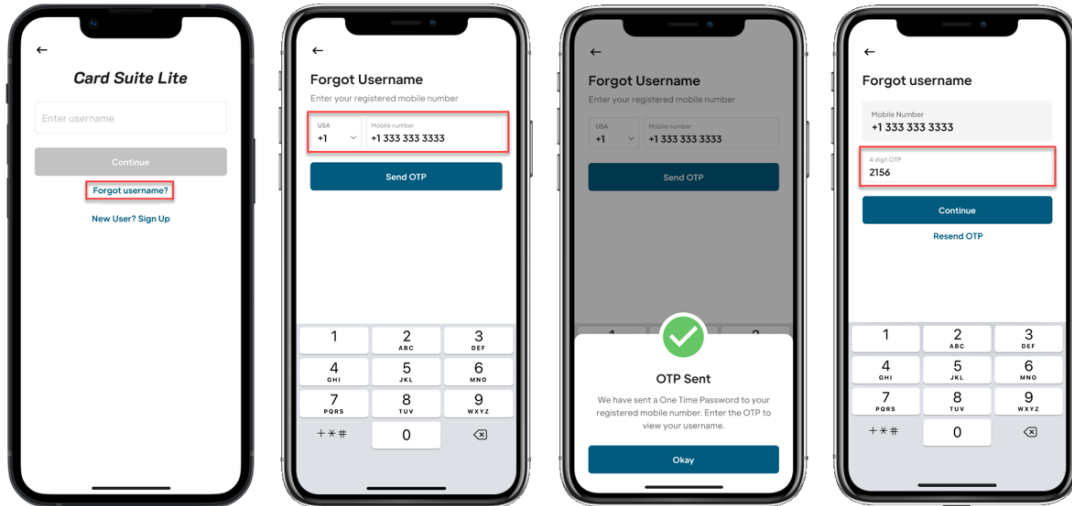 Card Suite Lite
Enter username
Continue
Forgot username?
New User? Sign Up
Forgot Username
Enter your registered mobile number
USA
+1
Mobile number
+1 333 333 3333
Send OTP
1
2
ABC
3
DEF
4
GHI
5
JKL
6
MNO
7
PQRS
8
TUV
9
WXYZ
+*#
0
Forgot Username
Enter your registered mobile number
USA
+1
Mobile number
+1 333 333 3333
Send OTP
OTP Sent
We have sent a One Time Password to your
registered mobile number. Enter the OTP to
view your username.
Okay
Forgot username
Mobile Number
+1 333 333 3333
4 digit OTP
2156
Continue
Resend OTP
1
2
ABC
3
DEF
4
GHI
5
JKL
6
MNO
7
PQRS
8
TUV
9
WXYZ
+*#
0